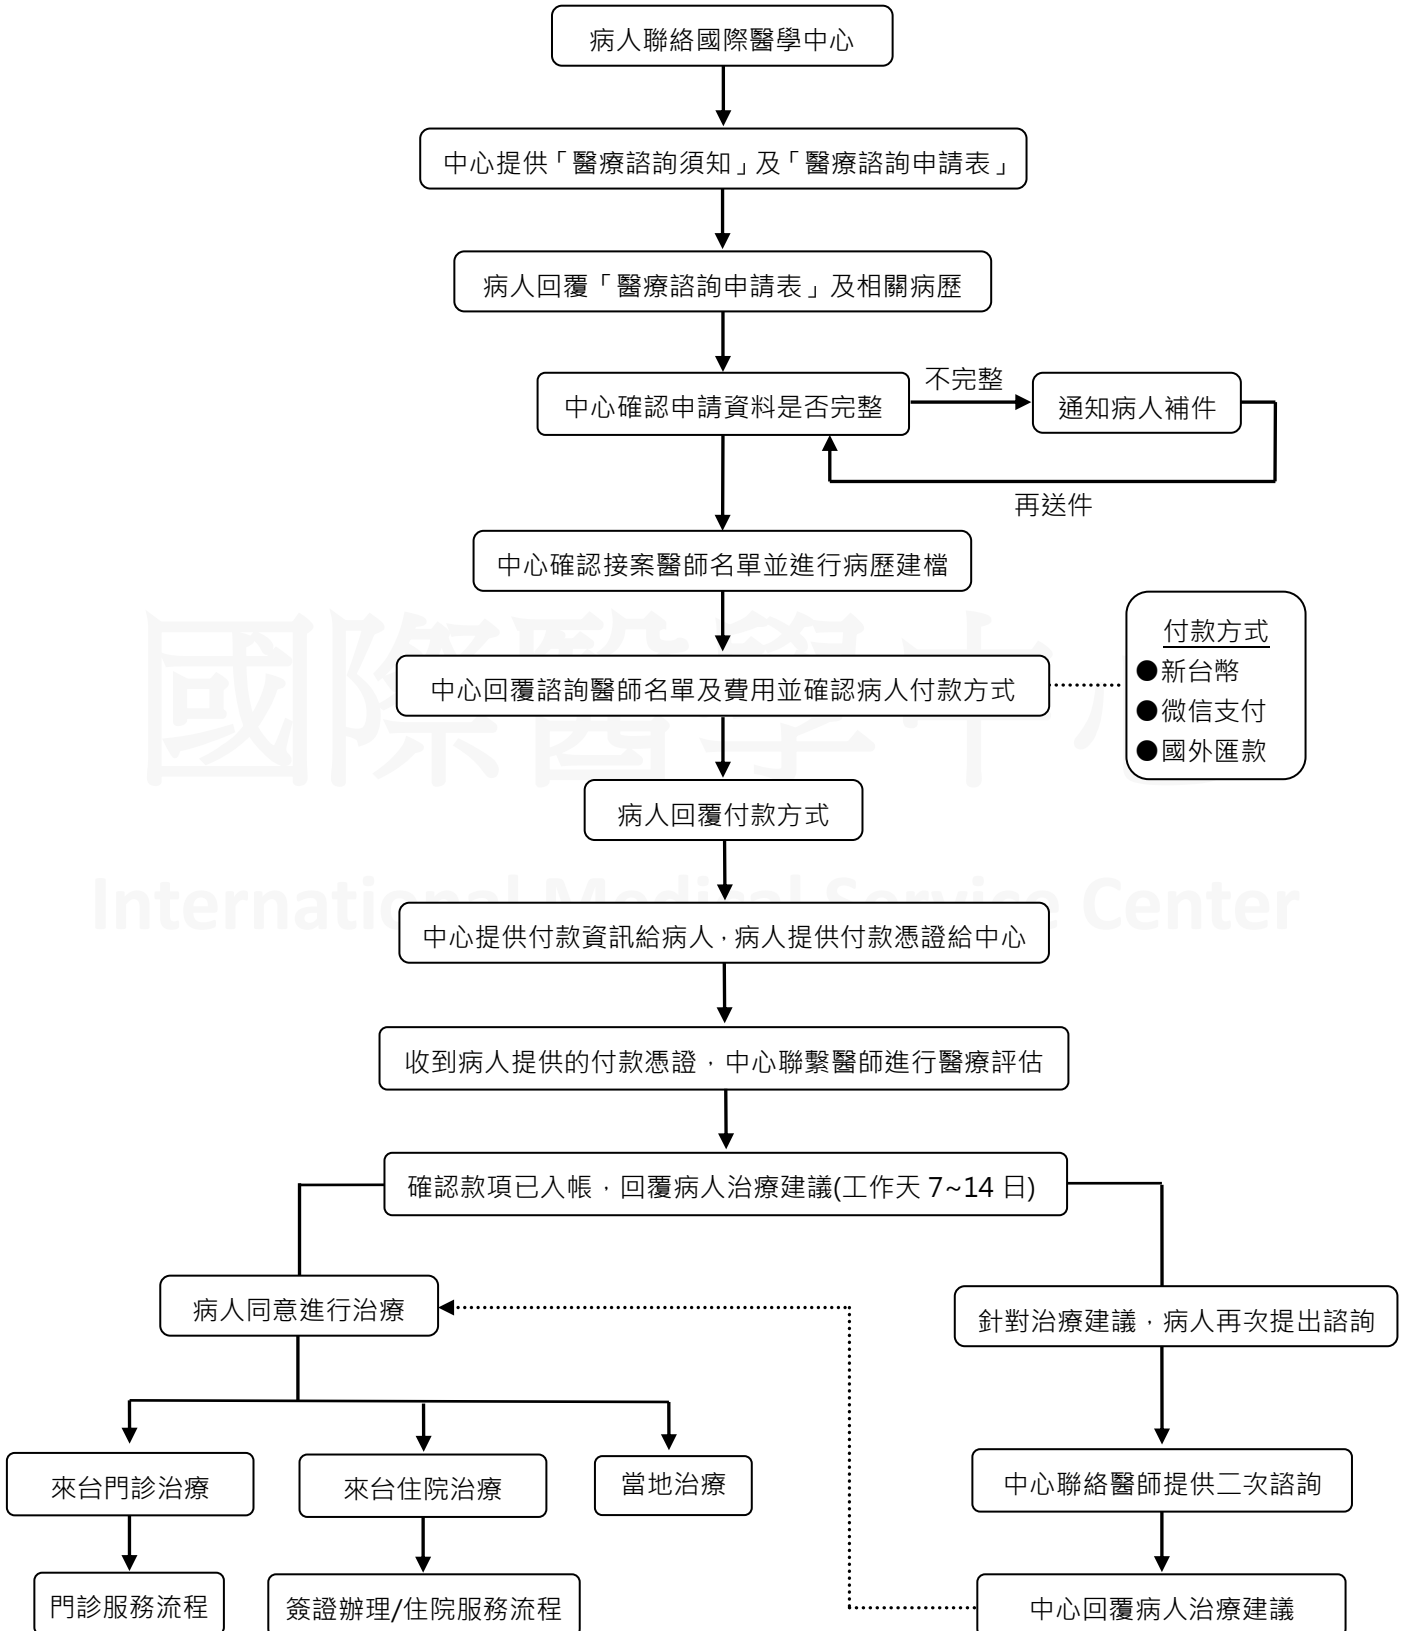 病人聯絡國際醫學中心
中心提供「醫療諮詢須知」及「醫療諮詢申請表」
病人回覆「醫療諮詢申請表」及相關病歷
中心確認申請資料是否完整
不完整
通知病人補件
再送件
中心確認接案醫師名單並進行病歷建檔
中心回覆諮詢醫師名單及費用並確認病人付款方式
付款方式
●新台幣
●微信支付
●國外匯款
國際醫學中心
病人回覆付款方式
International Medical Service Center
中心提供付款資訊給病人，病人提供付款憑證給中心
收到病人提供的付款憑證，中心聯繫醫師進行醫療評估
確認款項已入帳，回覆病人治療建議(工作天 7~14 日)
病人同意進行治療
針對治療建議，病人再次提出諮詢
來台門診治療
來台住院治療
當地治療
中心聯絡醫師提供二次諮詢
門診服務流程
簽證辦理/住院服務流程
中心回覆病人治療建議